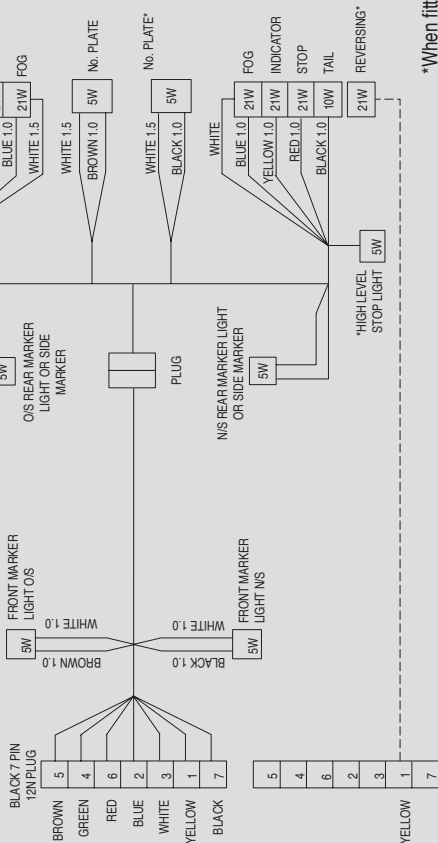 FOG
21W
BLUE 1.0
WHITE 1.5
No. PLATE
5W
WHITE 1.5
BROWN 1.0
No. PLATE*
5W
WHITE 1.5
BLACK 1.0
WHITE
BLUE 1.0
YELLOW 1.0
RED 1.0
BLACK 1.0
21W
FOG
21W
INDICATOR
21W
STOP
10W
TAIL
21W
REVERSING*
*When fitt
5W
O/S REAR MARKER
LIGHT OR SIDE
MARKER
PLUG
N/S REAR MARKER LIGHT
OR SIDE MARKER
5W
*HIGH LEVEL
STOP LIGHT
5W
FRONT MARKER
LIGHT O/S
5W
BROWN 1.0
WHITE 1.0
BLACK 1.0
WHITE 1.0
FRONT MARKER
LIGHT N/S
5W
BLACK 7 PIN
12N PLUG
BROWN 5
GREEN 4
RED 6
BLUE 2
WHITE 3
YELLOW 1
BLACK 7
5
4
6
2
3
YELLOW 1
7